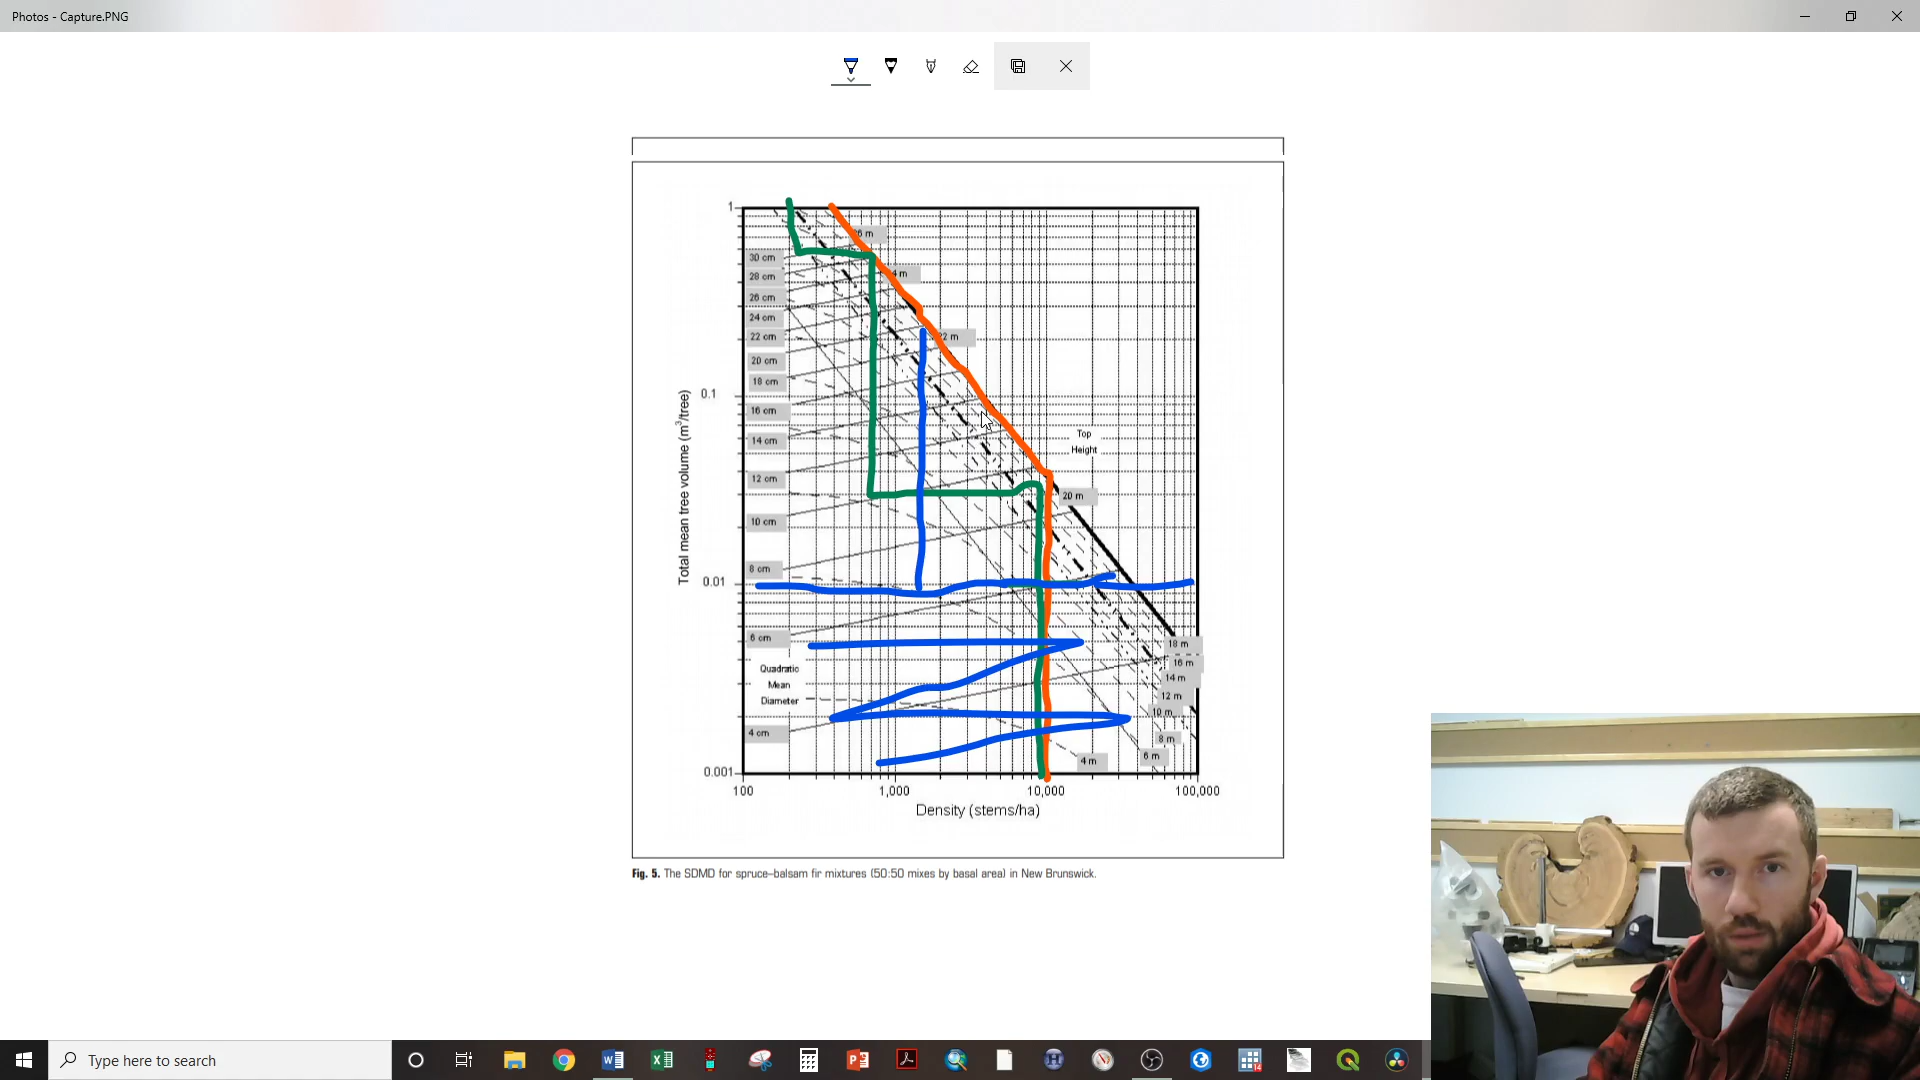 Photos - Capture.PNG
1
26 m
30 cm
4 m
28 cm
26 cm
24 cm
22 cm
22 m
20 cm
18 cm
0.1
16 cm
14 cm
Top
Height
12 cm
20 m
10 cm
8 cm
0.01
6 cm
18 m
16 m
14 m
12 m
10 m
8 m
6 m
4 m
Quadratic
Mean
Diameter
4 cm
0.001
100
1,000
10,000
100,000
Total mean tree volume (m³/tree)
Density (stems/ha)
Fig. 5. The SDMD for spruce–balsam fir mixtures (50:50 mixes by basal area) in New Brunswick.
Type here to search
14